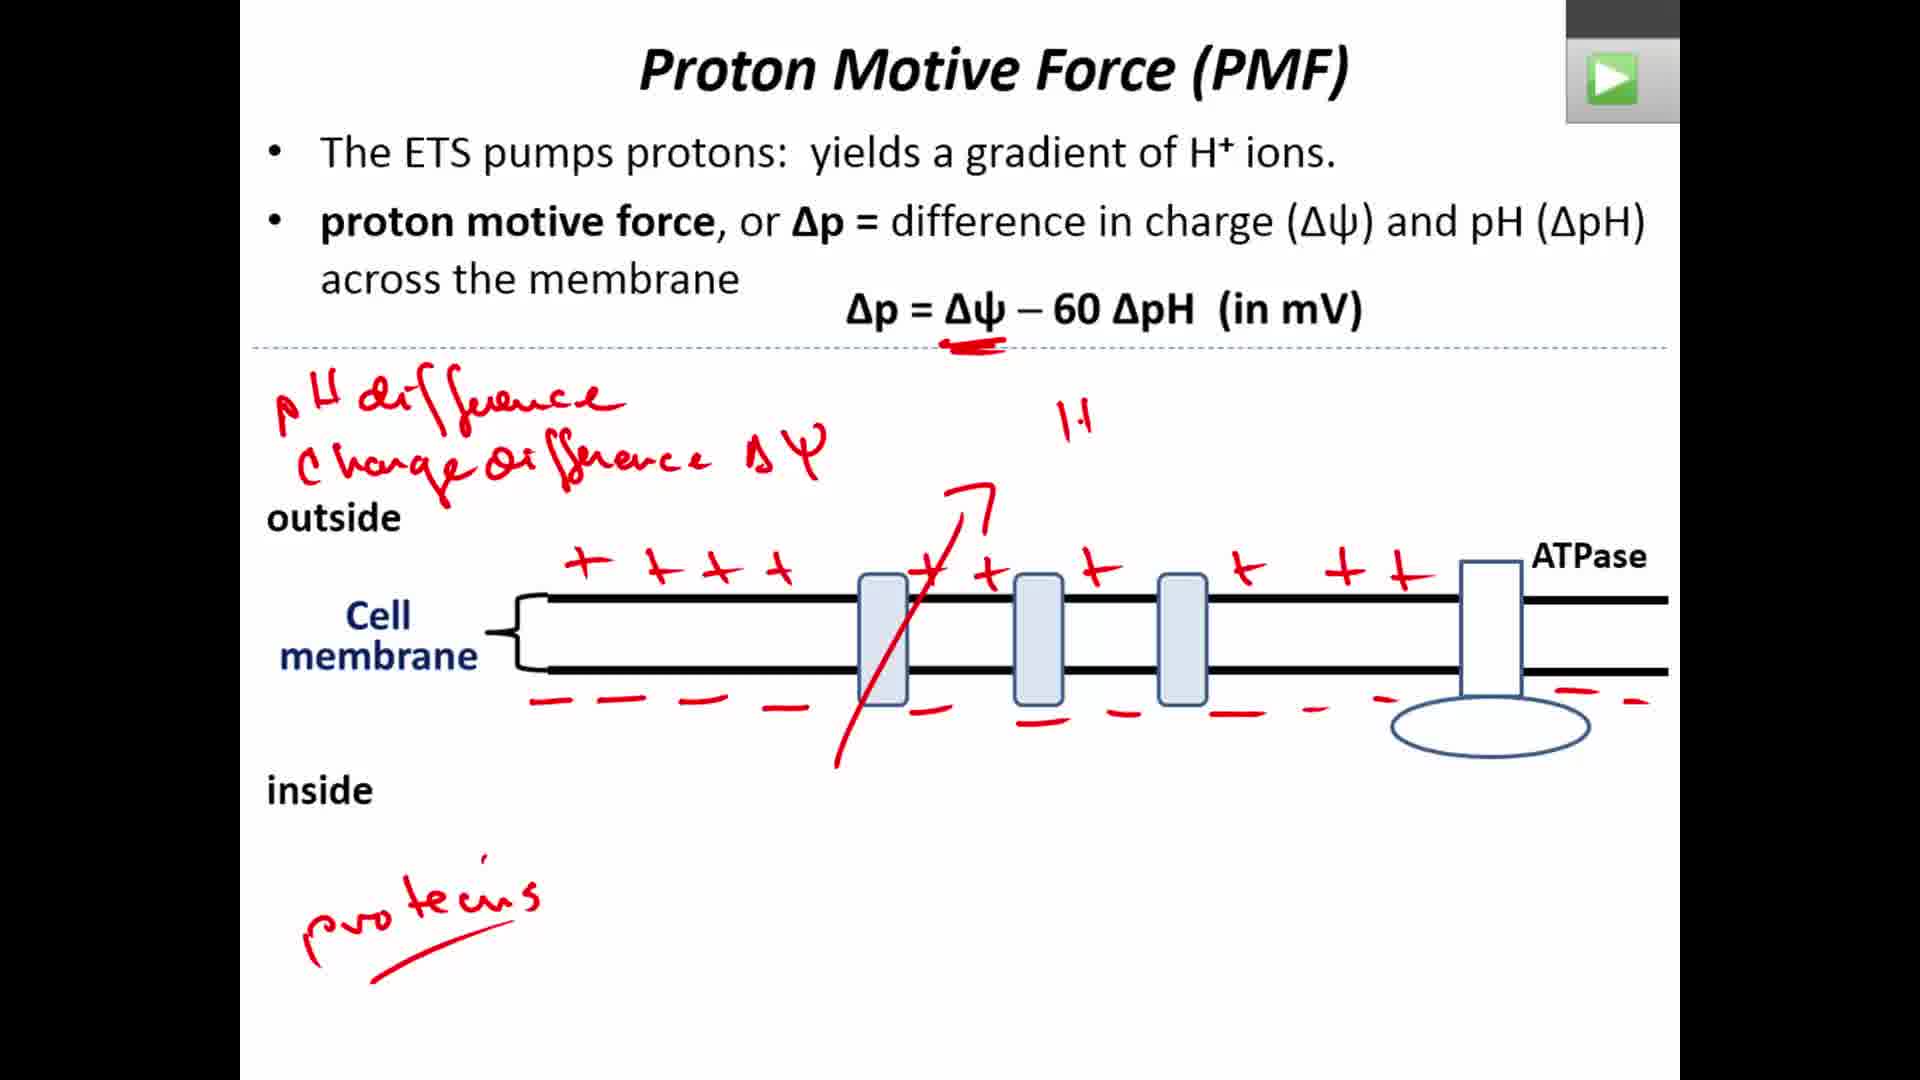 Proton Motive Force (PMF)
• The ETS pumps protons: yields a gradient of H⁺ ions.
• proton motive force, or Δp = difference in charge (Δψ) and pH (ΔpH)
across the membrane
Δp = Δψ – 60 ΔpH (in mV)
pH difference
Charge difference Δψ
H
outside
+ + + + + + + + + +
ATPase
Cell
membrane
– – – – – – – – – – – –
inside
proteins